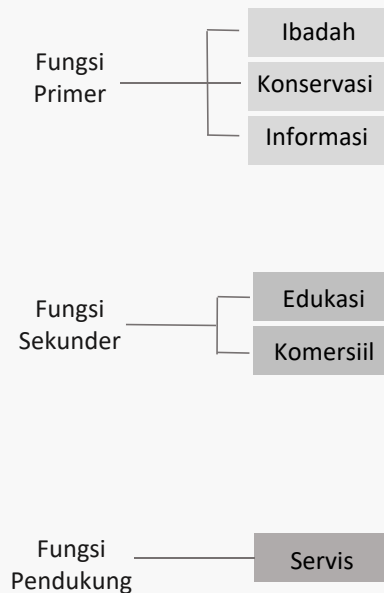 Fungsi
Primer
Ibadah
Konservasi
Informasi
Fungsi
Sekunder
Edukasi
Komersiil
Fungsi
Pendukung
Servis